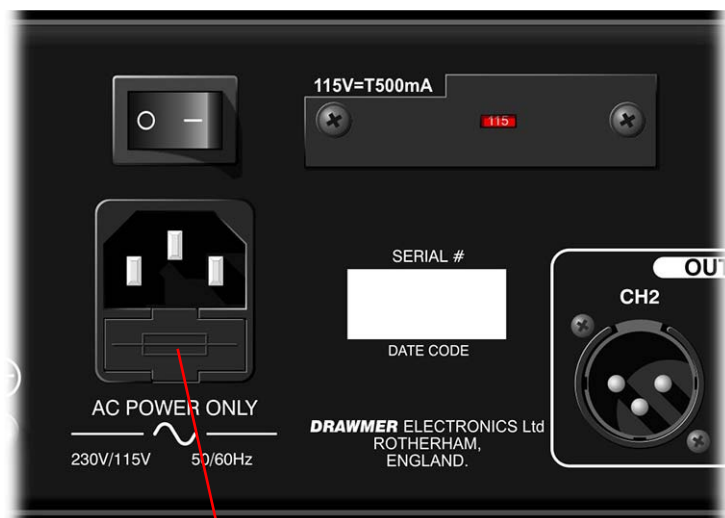 115V=T500mA
115
O –
SERIAL #
DATE CODE
OUT
CH2
AC POWER ONLY
230V/115V 50/60Hz
DRAWMER ELECTRONICS Ltd
ROTHERHAM,
ENGLAND.